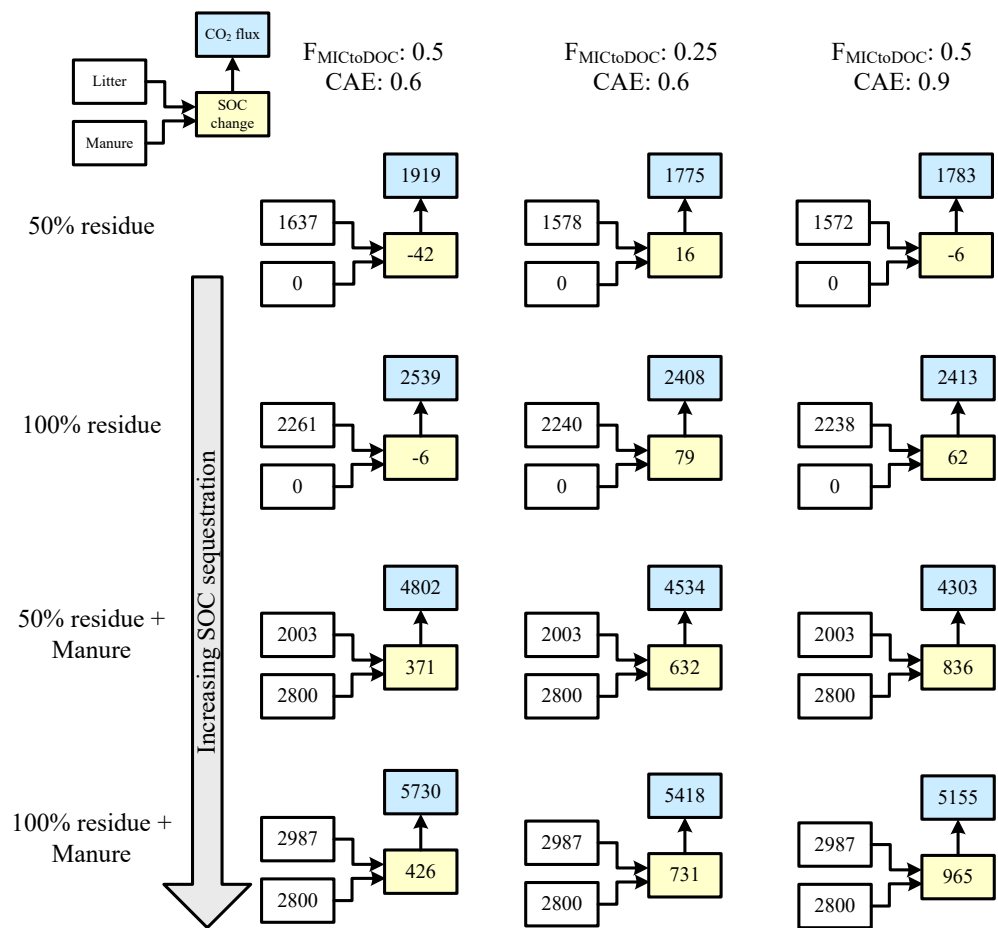 CO₂ flux
Litter
Manure
SOC
change
F_MICtoDOC: 0.5
CAE: 0.6
F_MICtoDOC: 0.25
CAE: 0.6
F_MICtoDOC: 0.5
CAE: 0.9
50% residue
1919
1637
-42
0
1775
1578
16
0
1783
1572
-6
0
100% residue
2539
2261
-6
0
2408
2240
79
0
2413
2238
62
0
50% residue +
Manure
4802
2003
371
2800
4534
2003
632
2800
4303
2003
836
2800
100% residue +
Manure
5730
2987
426
2800
5418
2987
731
2800
5155
2987
965
2800
Increasing SOC sequestration